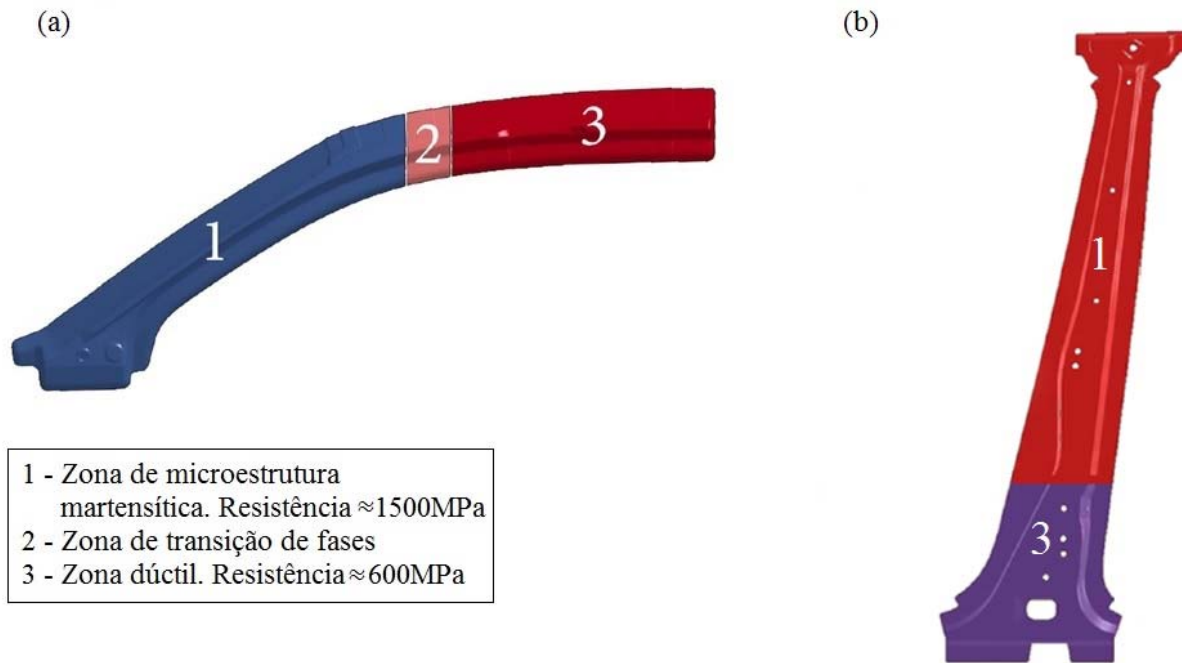 (a)
(b)
1
2
3
1
3
1 - Zona de microestrutura
martensítica. Resistência ≈1500MPa
2 - Zona de transição de fases
3 - Zona dúctil. Resistência ≈ 600MPa